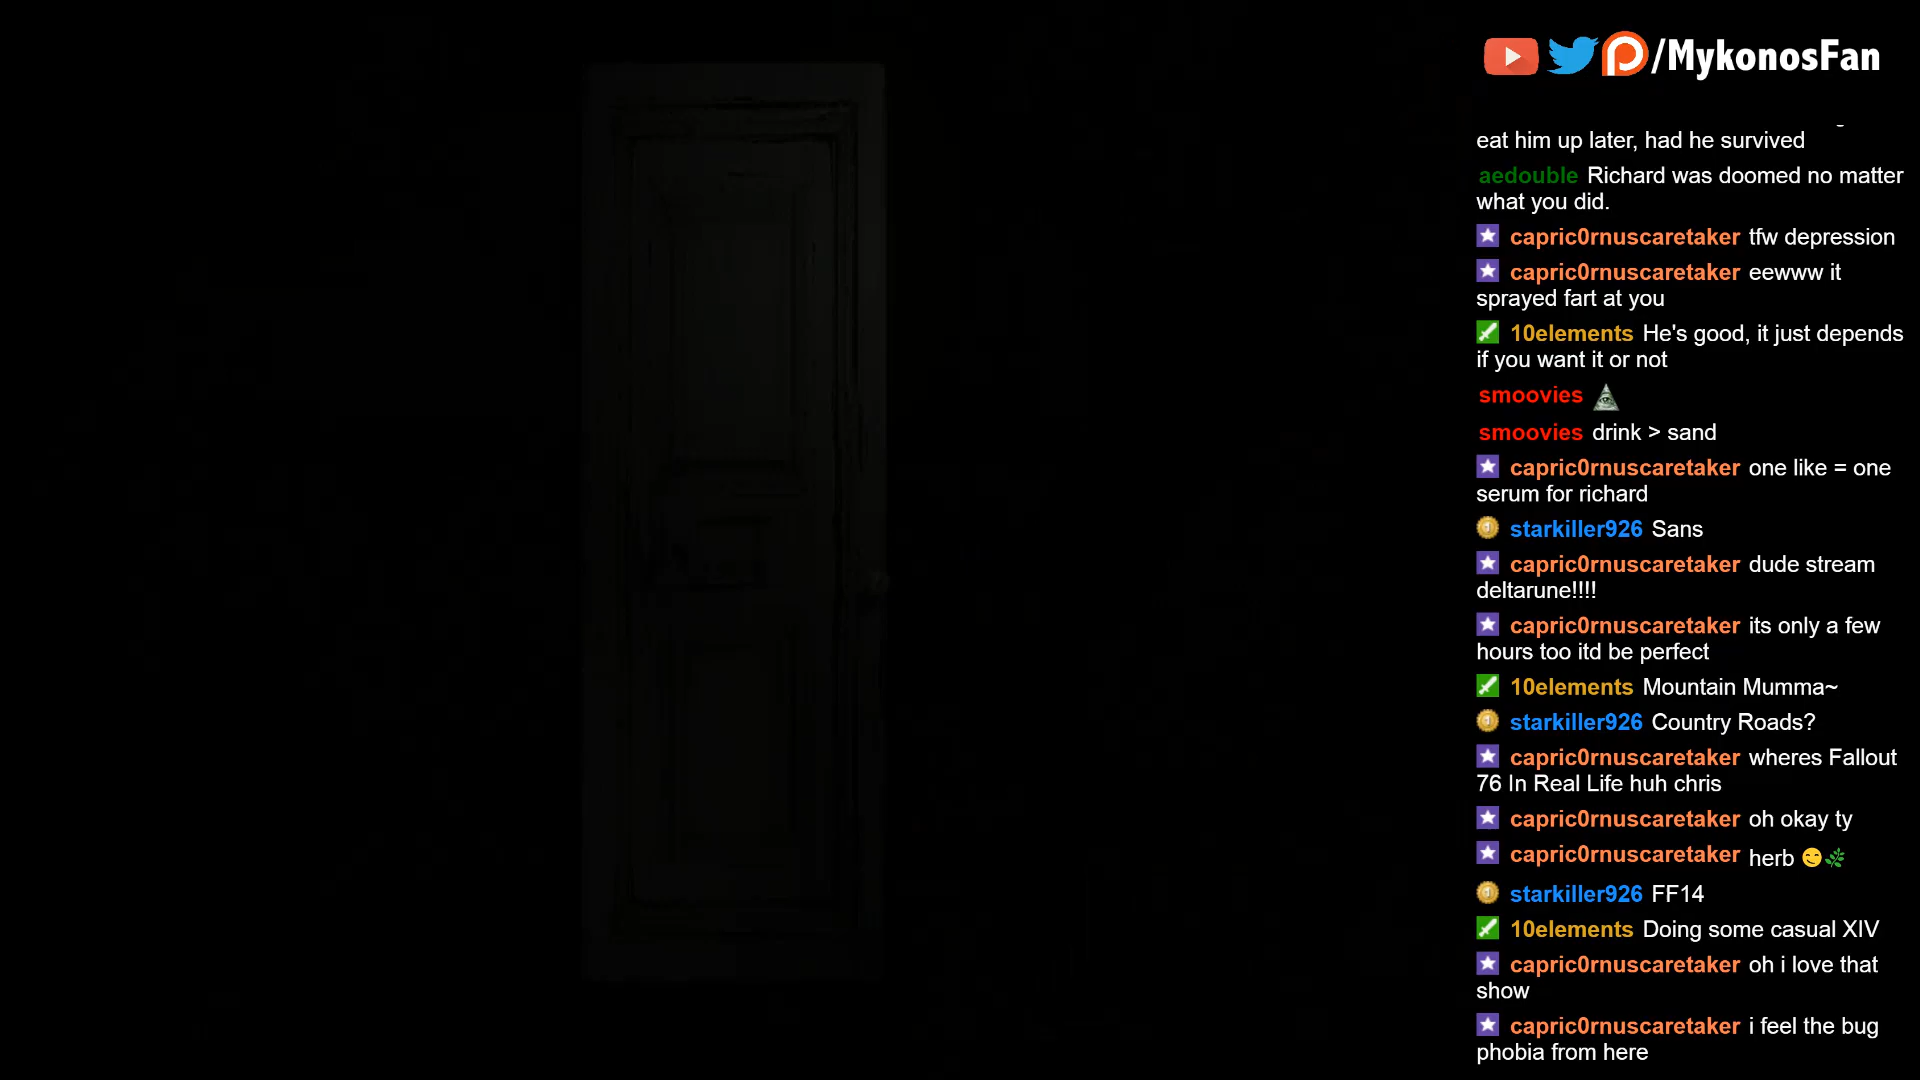 /MykonosFan
eat him up later, had he survived
aedouble Richard was doomed no matter
what you did.
capric0rnuscaretaker tfw depression
capric0rnuscaretaker eewww it
sprayed fart at you
10elements He's good, it just depends
if you want it or not
smoovies
smoovies drink > sand
capric0rnuscaretaker one like = one
serum for richard
starkiller926 Sans
capric0rnuscaretaker dude stream
deltarune!!!!
capric0rnuscaretaker its only a few
hours too itd be perfect
10elements Mountain Mumma~
starkiller926 Country Roads?
capric0rnuscaretaker wheres Fallout
76 In Real Life huh chris
capric0rnuscaretaker oh okay ty
capric0rnuscaretaker herb 😏🌿
starkiller926 FF14
10elements Doing some casual XIV
capric0rnuscaretaker oh i love that
show
capric0rnuscaretaker i feel the bug
phobia from here